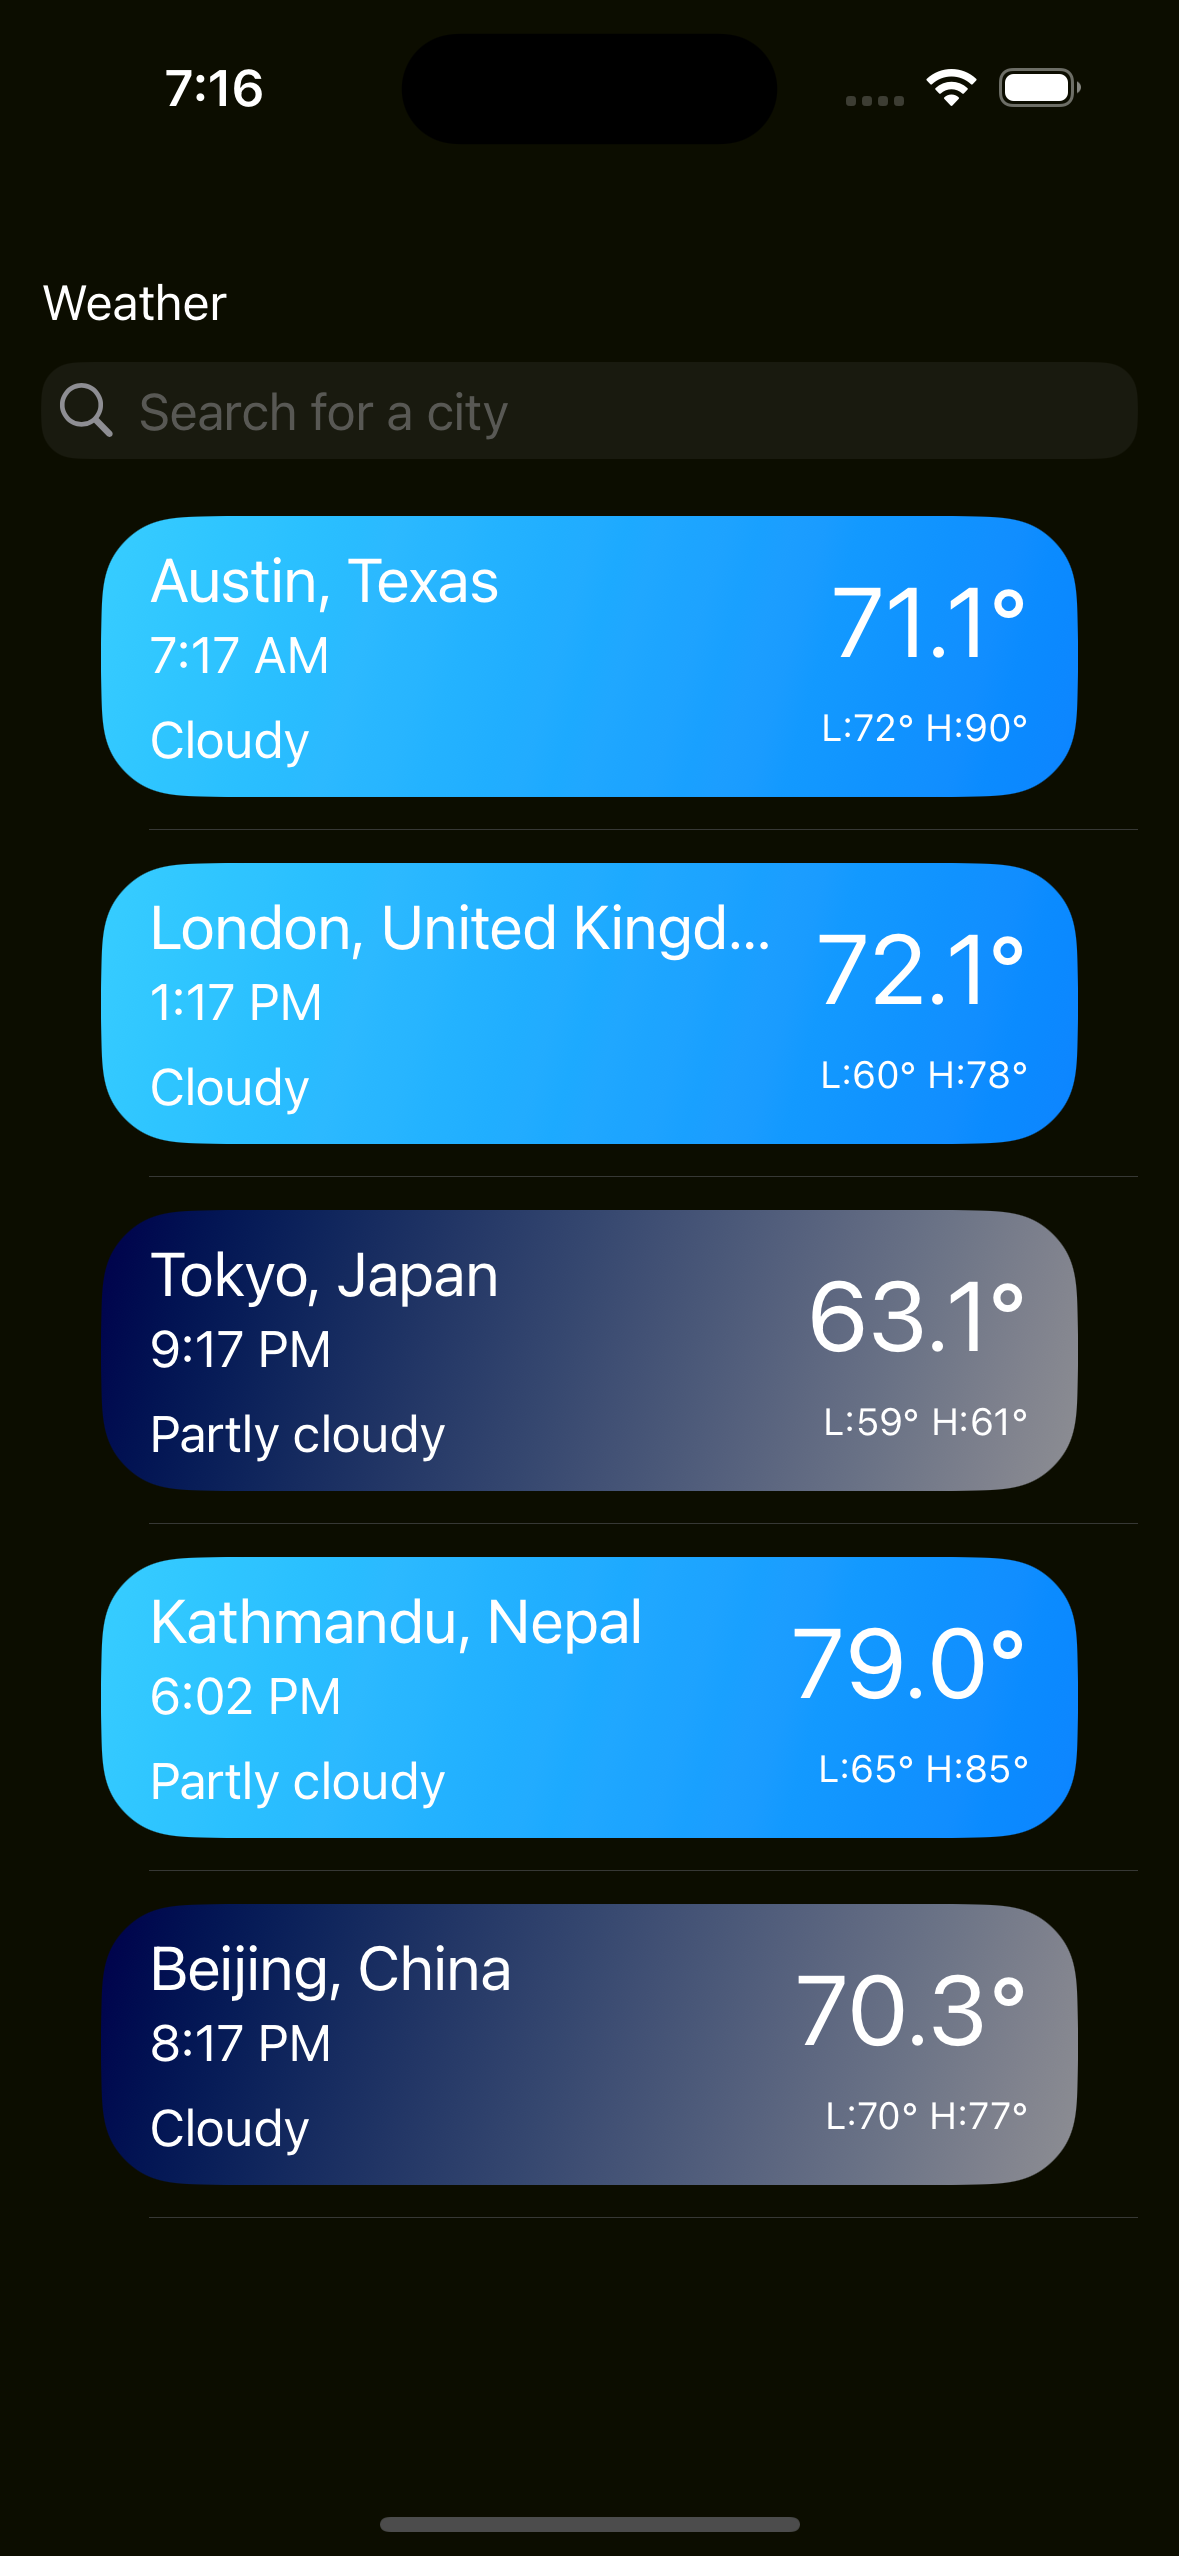 7:16
Weather
Search for a city
Austin, Texas
7:17 AM
Cloudy
71.1°
L:72° H:90°
London, United Kingd...
1:17 PM
Cloudy
72.1°
L:60° H:78°
Tokyo, Japan
9:17 PM
Partly cloudy
63.1°
L:59° H:61°
Kathmandu, Nepal
6:02 PM
Partly cloudy
79.0°
L:65° H:85°
Beijing, China
8:17 PM
Cloudy
70.3°
L:70° H:77°